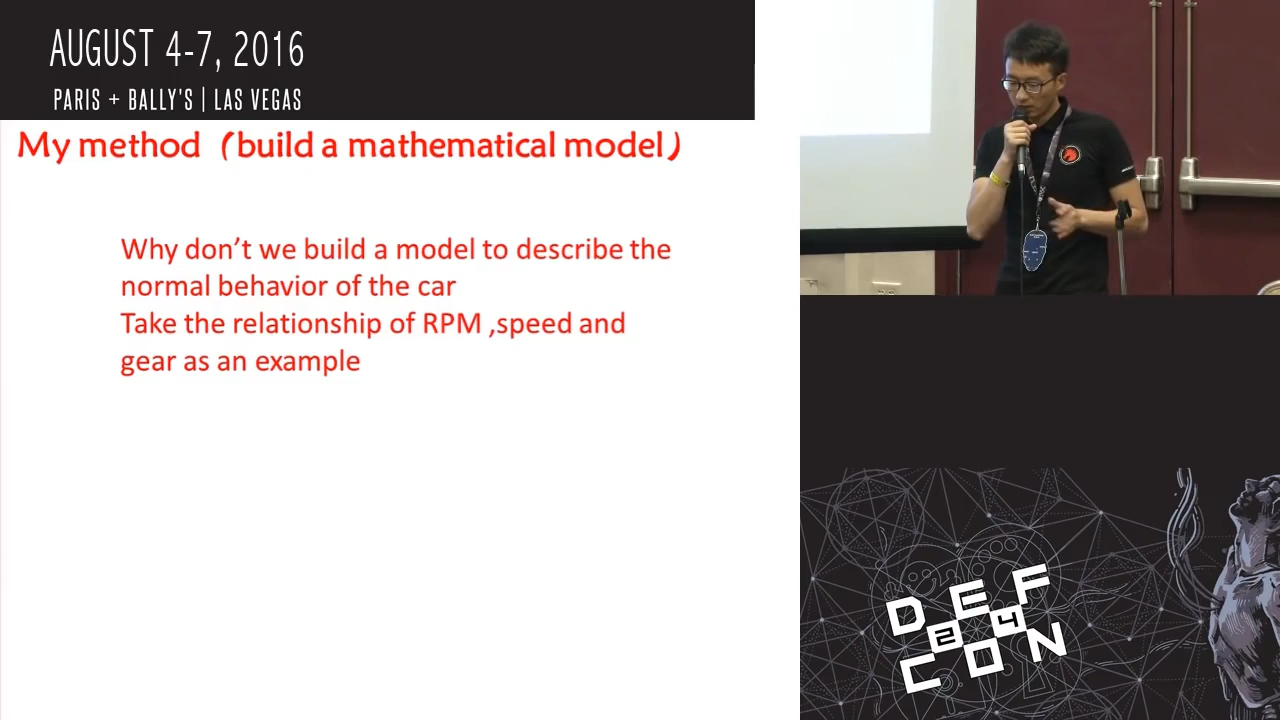 AUGUST 4-7, 2016
PARIS + BALLY'S | LAS VEGAS
My method (build a mathematical model)
Why don't we build a model to describe the
normal behavior of the car
Take the relationship of RPM ,speed and
gear as an example
DEF
24
CON